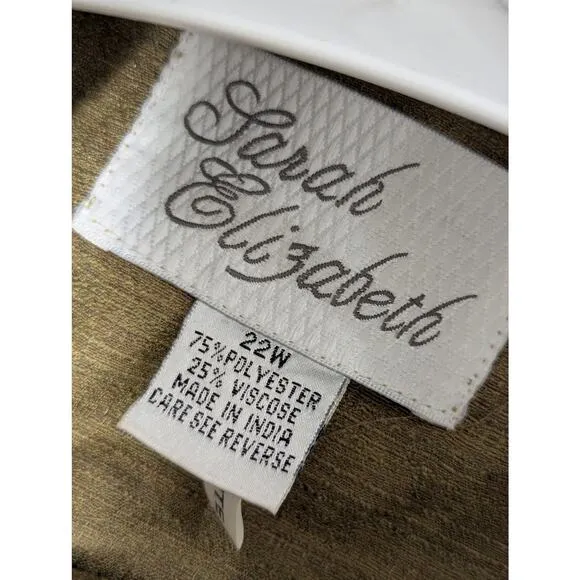 Sarah
Elizabeth
22W
75% POLYESTER
25% VISCOSE
MADE IN INDIA
CARE SEE REVERSE